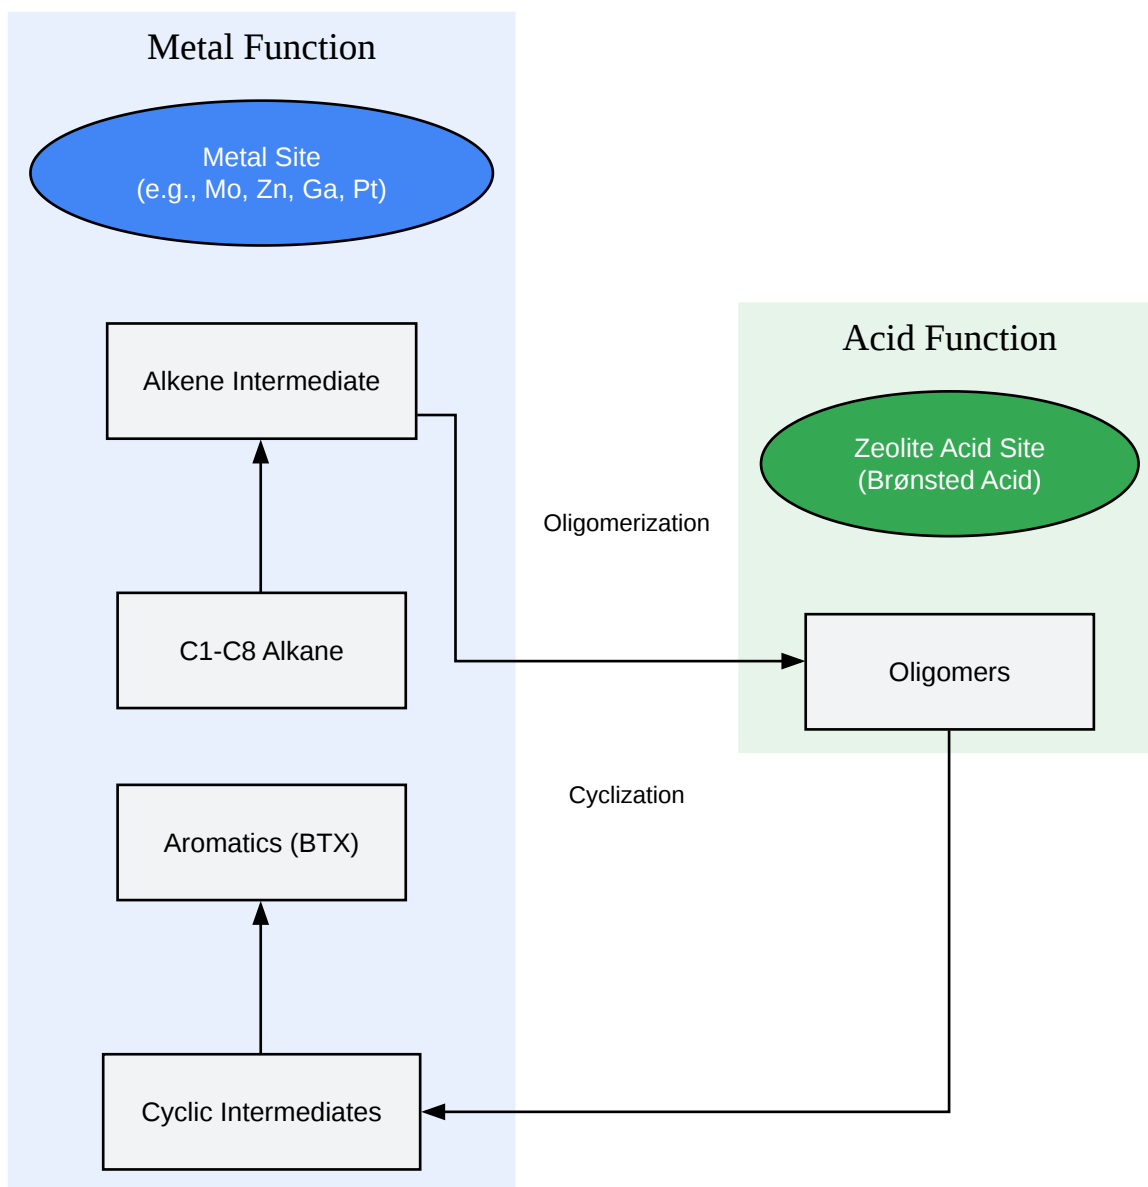 Metal Function
Metal Site
(e.g., Mo, Zn, Ga, Pt)
Alkene Intermediate
C1-C8 Alkane
Aromatics (BTX)
Cyclic Intermediates
Oligomerization
Cyclization
Acid Function
Zeolite Acid Site
(Brønsted Acid)
Oligomers